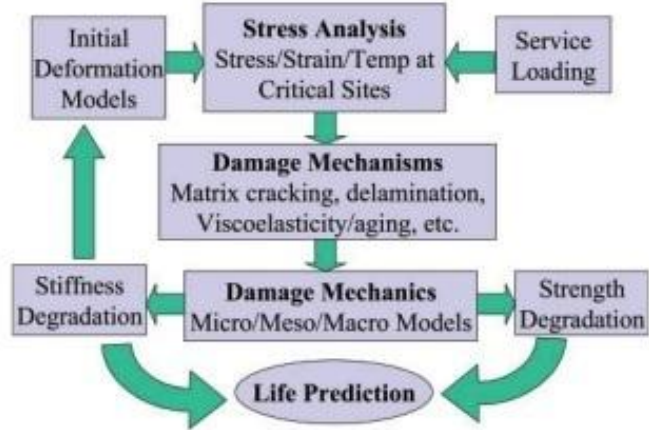 Initial
Deformation
Models
Stress Analysis
Stress/Strain/Temp at
Critical Sites
Service
Loading
Damage Mechanisms
Matrix cracking, delamination,
Viscoelasticity/aging, etc.
Stiffness
Degradation
Damage Mechanics
Micro/Meso/Macro Models
Strength
Degradation
Life Prediction